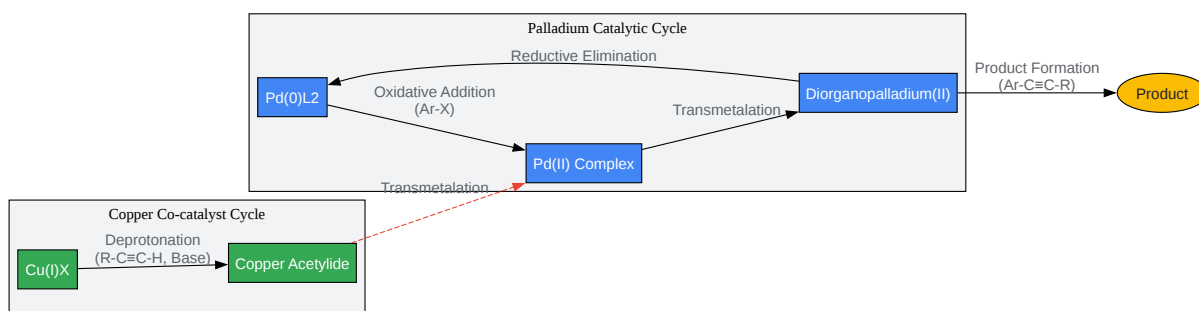 Palladium Catalytic Cycle
Reductive Elimination
Pd(0)L2
Oxidative Addition
(Ar-X)
Transmetalation
Diorganopalladium(II)
Product Formation
(Ar-C≡C-R)
Product
Pd(II) Complex
Transmetalation
Copper Co-catalyst Cycle
Deprotonation
(R-C≡C-H, Base)
Cu(I)X
Copper Acetylide